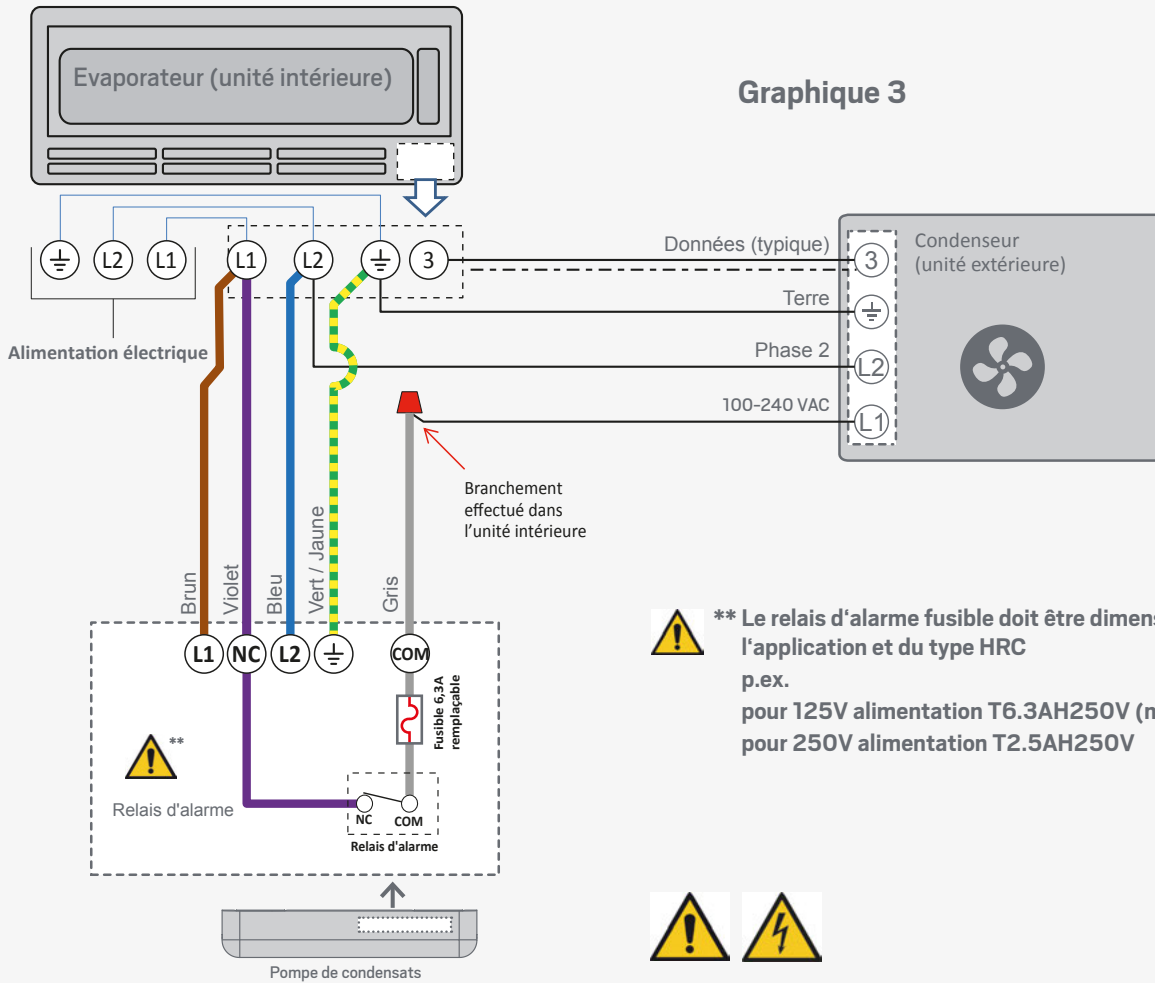 Evaporateur (unité intérieure)
Graphique 3
L2
L1
L1
L2
3
Données (typique)
3
Condenseur
(unité extérieure)
Terre
Alimentation électrique
Phase 2
L2
100-240 VAC
L1
Branchement
effectué dans
l'unité intérieure
Brun
Violet
Bleu
Vert / Jaune
Gris
L1
NC
L2
COM
Fusible 6,3A
remplaçable
**
Relais d'alarme
NC
COM
Relais d'alarme
Pompe de condensats
** Le relais d‘alarme fusible doit être dimens
l‘application et du type HRC
p.ex.
pour 125V alimentation T6.3AH250V (n
pour 250V alimentation T2.5AH250V